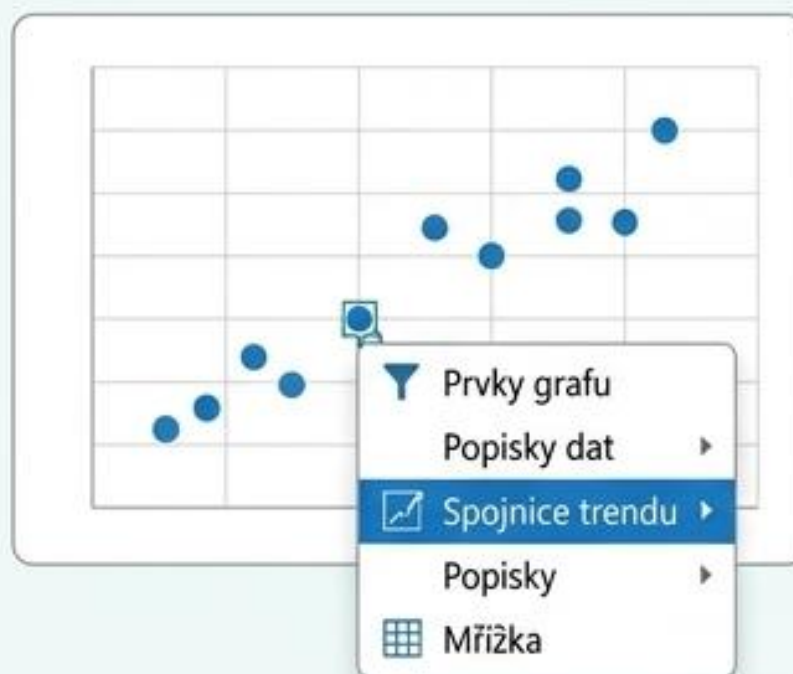 Prvky grafu
Popisky dat
Spojnice trendu
Popisky
Mřížka